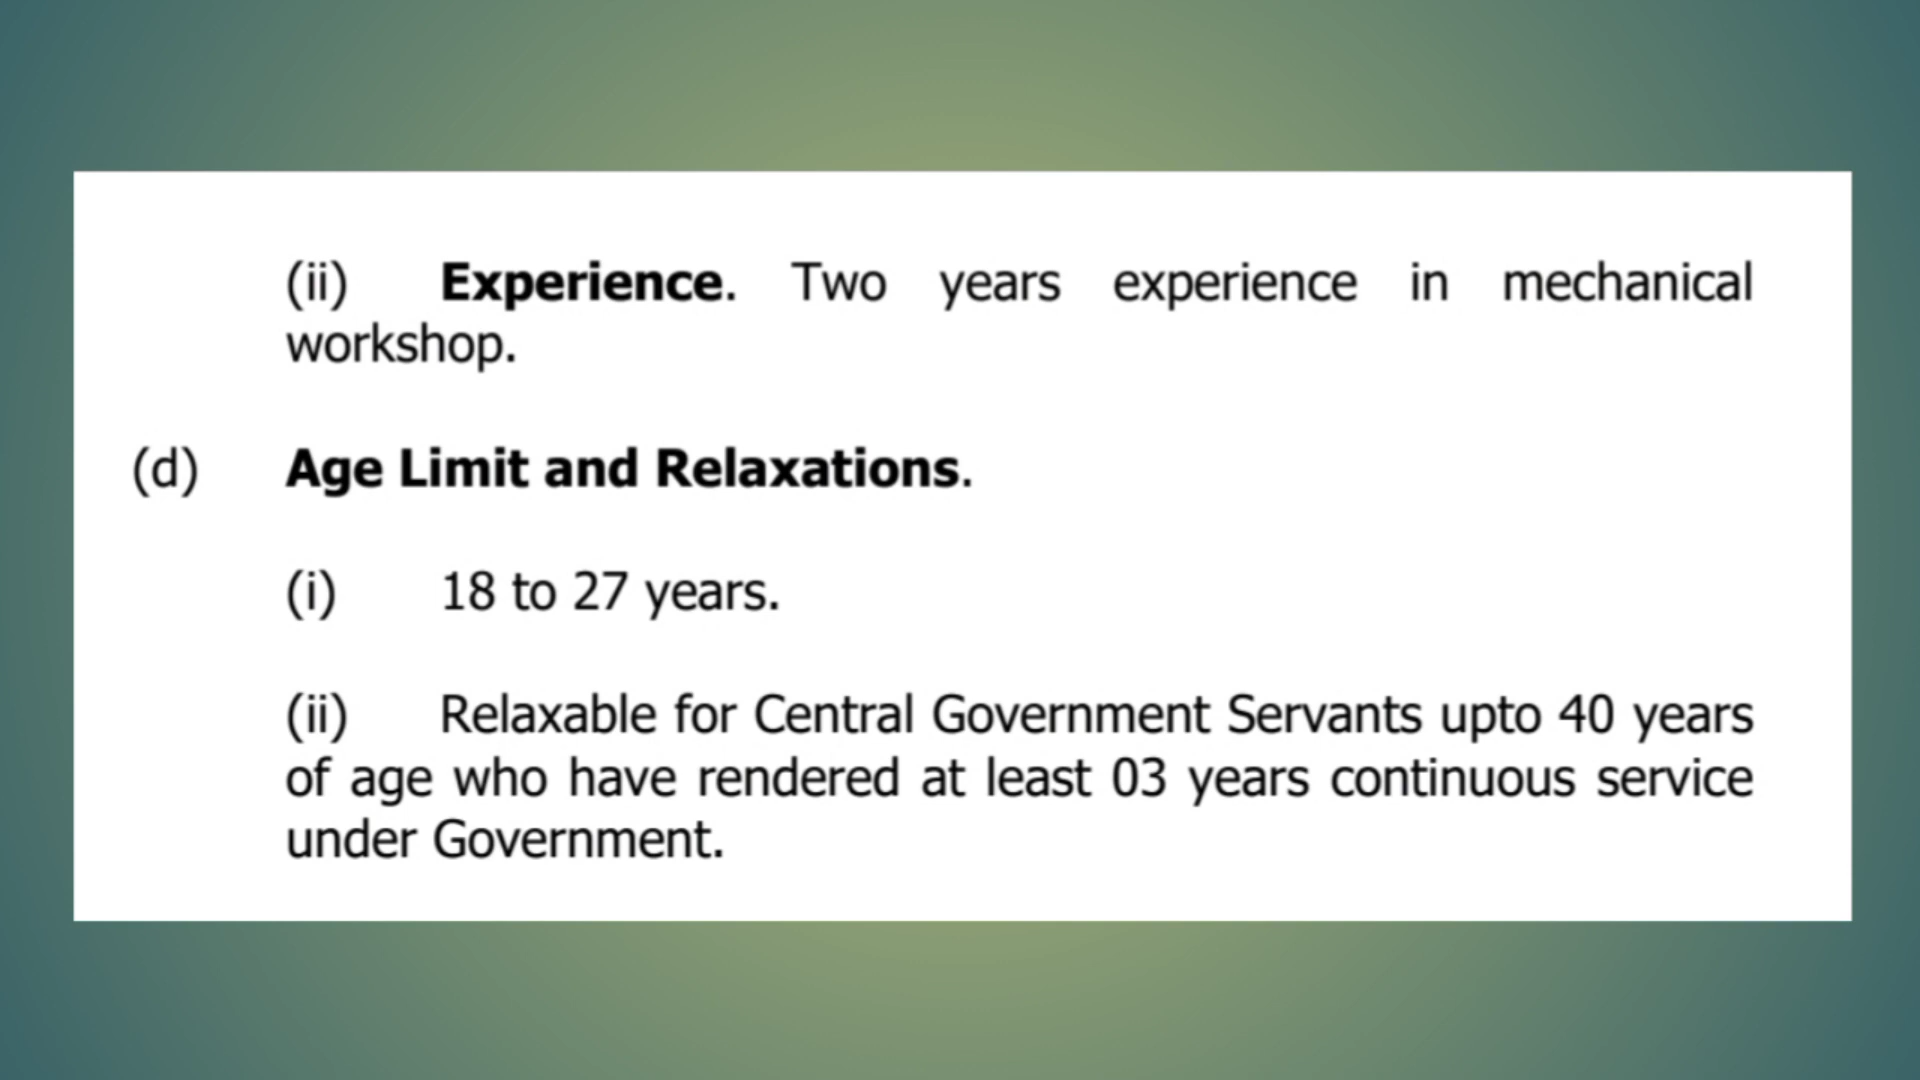 (ii) Experience. Two years experience in mechanical
workshop.
(d) Age Limit and Relaxations.
(i) 18 to 27 years.
(ii) Relaxable for Central Government Servants upto 40 years
of age who have rendered at least 03 years continuous service
under Government.